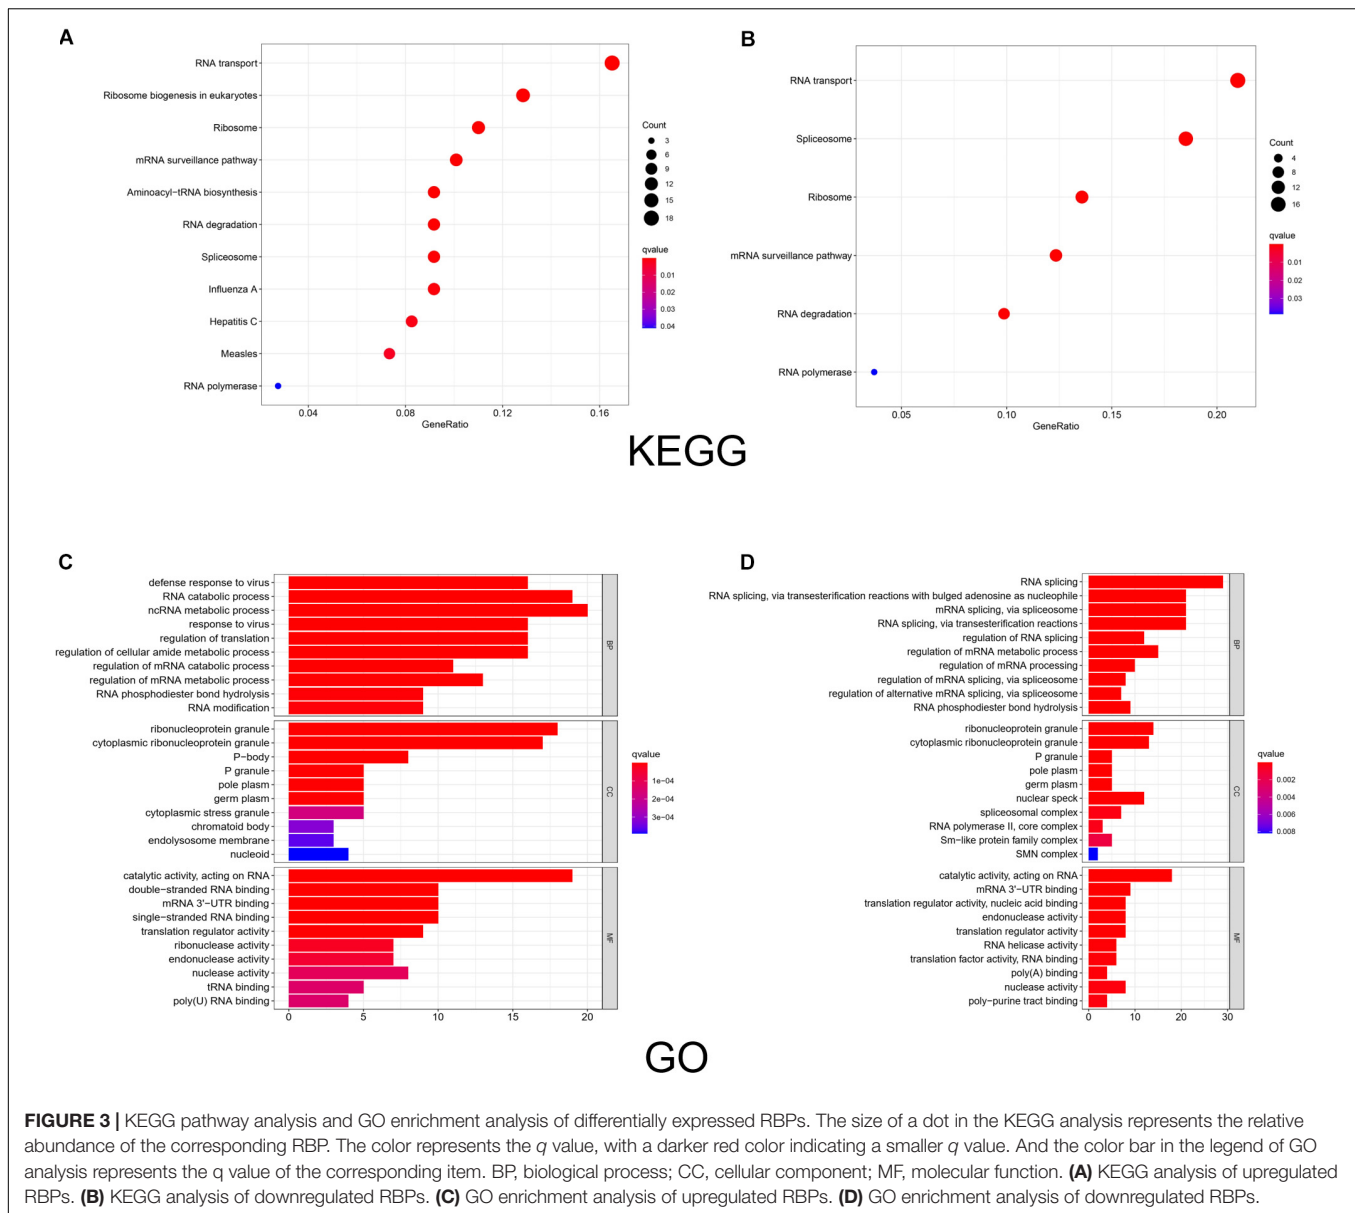 A
RNA transport
Ribosome biogenesis in eukaryotes
Ribosome
mRNA surveillance pathway
Aminoacyl−tRNA biosynthesis
RNA degradation
Spliceosome
Influenza A
Hepatitis C
Measles
RNA polymerase
0.04 0.08 0.12 0.16
GeneRatio
Count
3
6
9
12
15
18
qvalue
0.01
0.02
0.03
0.04
B
RNA transport
Spliceosome
Ribosome
mRNA surveillance pathway
RNA degradation
RNA polymerase
0.05 0.10 0.15 0.20
GeneRatio
Count
4
8
12
16
qvalue
0.01
0.02
0.03
KEGG
C
defense response to virus
RNA catabolic process
ncRNA metabolic process
response to virus
regulation of translation
regulation of cellular amide metabolic process
regulation of mRNA catabolic process
regulation of mRNA metabolic process
RNA phosphodiester bond hydrolysis
RNA modification
BP
ribonucleoprotein granule
cytoplasmic ribonucleoprotein granule
P−body
P granule
pole plasm
germ plasm
cytoplasmic stress granule
chromatoid body
endolysosome membrane
nucleoid
CC
catalytic activity, acting on RNA
double−stranded RNA binding
mRNA 3'−UTR binding
single−stranded RNA binding
translation regulator activity
ribonuclease activity
endonuclease activity
nuclease activity
tRNA binding
poly(U) RNA binding
MF
0 5 10 15 20
qvalue
1e−04
2e−04
3e−04
D
RNA splicing
RNA splicing, via transesterification reactions with bulged adenosine as nucleophile
mRNA splicing, via spliceosome
RNA splicing, via transesterification reactions
regulation of RNA splicing
regulation of mRNA metabolic process
regulation of mRNA processing
regulation of mRNA splicing, via spliceosome
regulation of alternative mRNA splicing, via spliceosome
RNA phosphodiester bond hydrolysis
BP
ribonucleoprotein granule
cytoplasmic ribonucleoprotein granule
P granule
pole plasm
germ plasm
nuclear speck
spliceosomal complex
RNA polymerase II, core complex
Sm−like protein family complex
SMN complex
CC
catalytic activity, acting on RNA
mRNA 3'−UTR binding
translation regulator activity, nucleic acid binding
endonuclease activity
translation regulator activity
RNA helicase activity
translation factor activity, RNA binding
poly(A) binding
nuclease activity
poly−purine tract binding
MF
0 10 20 30
qvalue
0.002
0.004
0.006
0.008
GO
FIGURE 3 | KEGG pathway analysis and GO enrichment analysis of differentially expressed RBPs. The size of a dot in the KEGG analysis represents the relative
abundance of the corresponding RBP. The color represents the q value, with a darker red color indicating a smaller q value. And the color bar in the legend of GO
analysis represents the q value of the corresponding item. BP, biological process; CC, cellular component; MF, molecular function. (A) KEGG analysis of upregulated
RBPs. (B) KEGG analysis of downregulated RBPs. (C) GO enrichment analysis of upregulated RBPs. (D) GO enrichment analysis of downregulated RBPs.